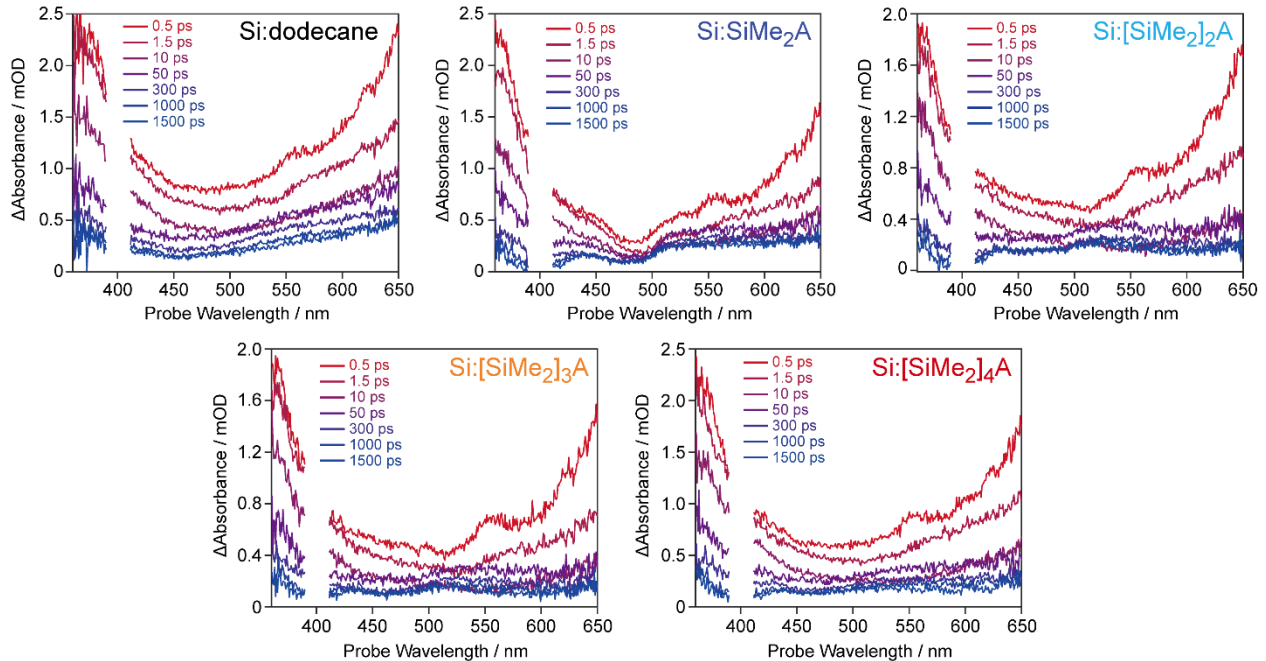 Si:dodecane
0.5 ps
1.5 ps
10 ps
50 ps
300 ps
1000 ps
1500 ps
2.5
2.0
1.5
1.0
0.5
0
ΔAbsorbance / mOD
400 450 500 550 600 650
Probe Wavelength / nm
Si:SiMe₂A
0.5 ps
1.5 ps
10 ps
50 ps
300 ps
1000 ps
1500 ps
2.5
2.0
1.5
1.0
0.5
0
ΔAbsorbance / mOD
400 450 500 550 600 650
Probe Wavelength / nm
Si:[SiMe₂]₂A
0.5 ps
1.5 ps
10 ps
50 ps
300 ps
1000 ps
1500 ps
2.0
1.6
1.2
0.8
0.4
0
ΔAbsorbance / mOD
400 450 500 550 600 650
Probe Wavelength / nm
Si:[SiMe₂]₃A
0.5 ps
1.5 ps
10 ps
50 ps
300 ps
1000 ps
1500 ps
2.0
1.6
1.2
0.8
0.4
0
ΔAbsorbance / mOD
400 450 500 550 600 650
Probe Wavelength / nm
Si:[SiMe₂]₄A
0.5 ps
1.5 ps
10 ps
50 ps
300 ps
1000 ps
1500 ps
2.5
2.0
1.5
1.0
0.5
0
ΔAbsorbance / mOD
400 450 500 550 600 650
Probe Wavelength / nm